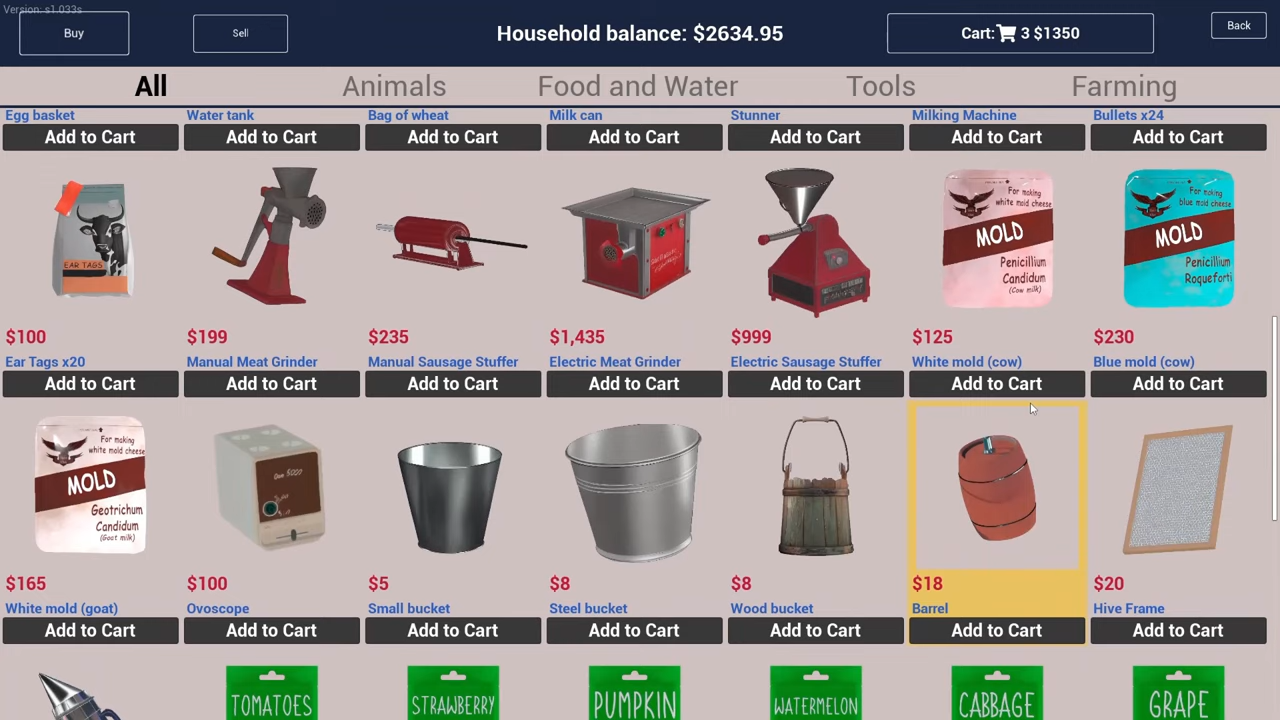 Version: s1.033s
Buy
Sell
Household balance: $2634.95
Cart: 3 $1350
Back
All
Animals
Food and Water
Tools
Farming
Egg basket
Water tank
Bag of wheat
Milk can
Stunner
Milking Machine
Bullets x24
Add to Cart
Add to Cart
Add to Cart
Add to Cart
Add to Cart
Add to Cart
Add to Cart
EAR TAGS
For making
white mold cheese
MOLD
Penicillium
Candidum
(Cow milk)
For making
blue mold cheese
MOLD
Penicillium
Roqueforti
$100
$199
$235
$1,435
$999
$125
$230
Ear Tags x20
Manual Meat Grinder
Manual Sausage Stuffer
Electric Meat Grinder
Electric Sausage Stuffer
White mold (cow)
Blue mold (cow)
Add to Cart
Add to Cart
Add to Cart
Add to Cart
Add to Cart
Add to Cart
Add to Cart
For making
white mold cheese
MOLD
Geotrichum
Candidum
(Goat milk)
$165
$100
$5
$8
$8
$18
$20
White mold (goat)
Ovoscope
Small bucket
Steel bucket
Wood bucket
Barrel
Hive Frame
Add to Cart
Add to Cart
Add to Cart
Add to Cart
Add to Cart
Add to Cart
Add to Cart
TOMATOES
STRAWBERRY
PUMPKIN
WATERMELON
CABBAGE
GRAPE